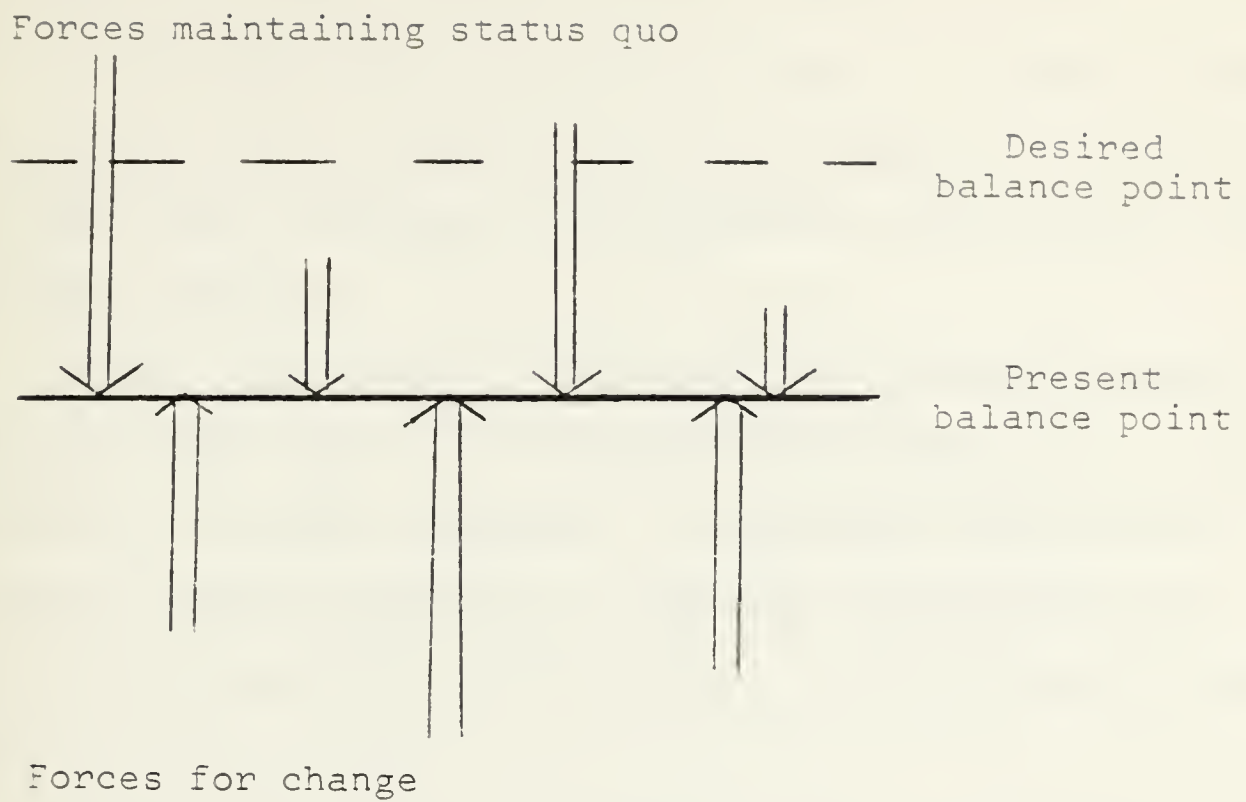 Forces maintaining status quo
Desired
balance point
Present
balance point
Forces for change